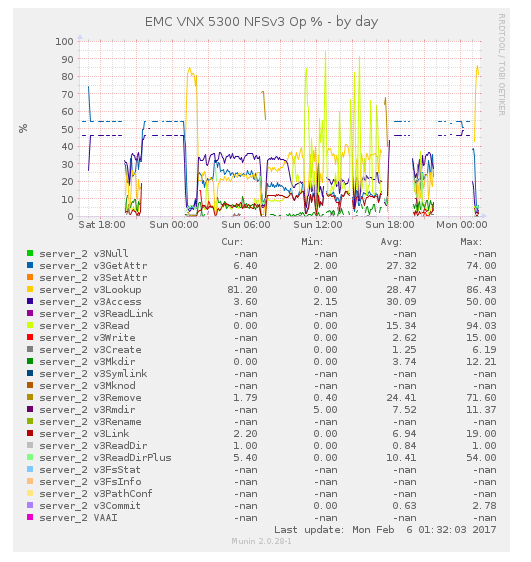 EMC VNX 5300 NFSv3 Op % - by day
RRDTOOL / TOBI OETIKER
%
100
90
80
70
60
50
40
30
20
10
0
Sat 18:00 Sun 00:00 Sun 06:00 Sun 12:00 Sun 18:00 Mon 00:00
Cur: Min: Avg: Max:
server_2 v3Null -nan -nan -nan -nan
server_2 v3GetAttr 6.40 2.00 27.32 74.00
server_2 v3SetAttr -nan -nan -nan -nan
server_2 v3Lookup 81.20 0.00 28.47 86.43
server_2 v3Access 3.60 2.15 30.09 50.00
server_2 v3ReadLink -nan -nan -nan -nan
server_2 v3Read 0.00 0.00 15.34 94.03
server_2 v3Write -nan 0.00 2.62 15.00
server_2 v3Create -nan 0.00 1.25 6.19
server_2 v3Mkdir 0.00 0.00 3.74 12.21
server_2 v3Symlink -nan -nan -nan -nan
server_2 v3Mknod -nan -nan -nan -nan
server_2 v3Remove 1.79 0.40 24.41 71.60
server_2 v3Rmdir -nan 5.00 7.52 11.37
server_2 v3Rename -nan -nan -nan -nan
server_2 v3Link 2.20 0.00 6.94 19.00
server_2 v3ReadDir 1.00 0.00 0.84 1.00
server_2 v3ReadDirPlus 5.40 0.00 10.41 54.00
server_2 v3FsStat -nan -nan -nan -nan
server_2 v3FsInfo -nan -nan -nan -nan
server_2 v3PathConf -nan -nan -nan -nan
server_2 v3Commit -nan 0.00 0.63 2.78
server_2 VAAI -nan -nan -nan -nan
Last update: Mon Feb 6 01:32:03 2017
Munin 2.0.28-1